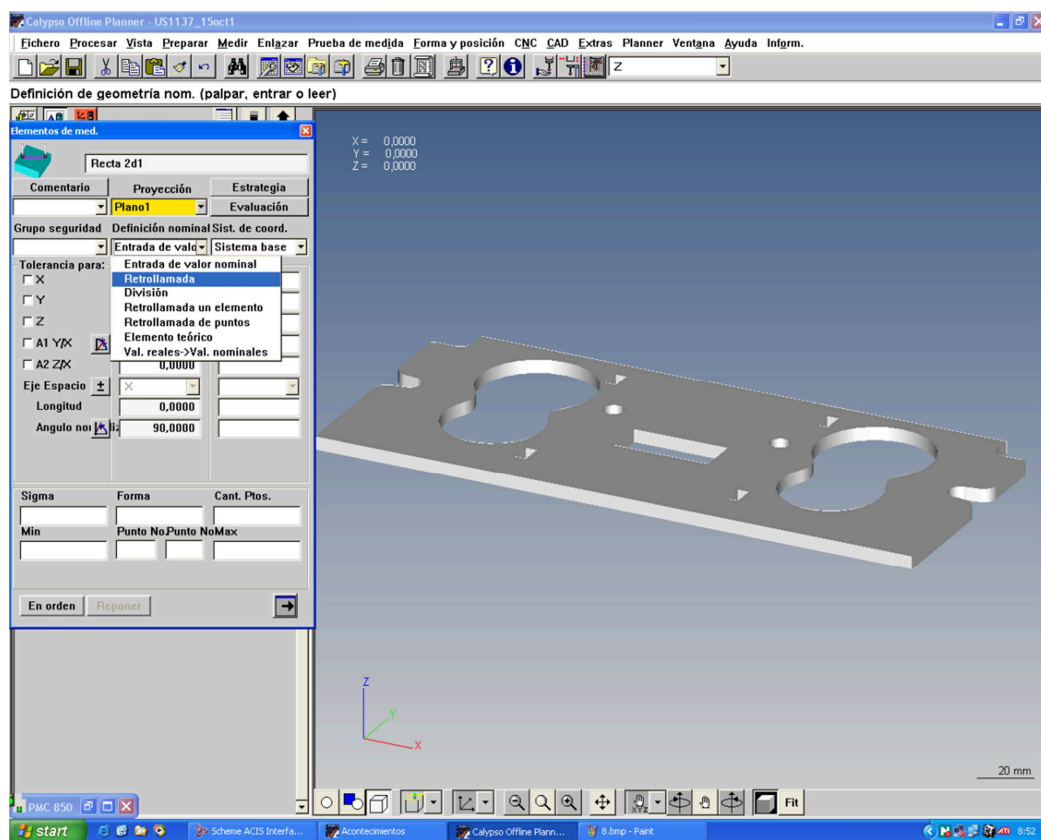 Calypso Offline Planner - US1137_15oct1
Fichero Procesar Vista Preparar Medir Enlazar Prueba de medida Forma y posición CNC CAD Extras Planner Ventana Ayuda Inform.
Z
Definición de geometría nom. (palpar, entrar o leer)
Elementos de med.
Recta 2d1
Comentario Proyección Estrategia
Plano1 Evaluación
Grupo seguridad Definición nominal Sist. de coord.
Entrada de valo Sistema base
Tolerancia para: Entrada de valor nominal
X Retrollamada
División
Y Retrollamada un elemento
Z Retrollamada de puntos
Elemento teórico
A1 Y/X Val. reales->Val. nominales
A2 Z/X 0,0000
Eje Espacio ± X
Longitud 0,0000
Angulo nor liz 90,0000
Sigma Forma Cant. Ptos.
Min Punto No. Punto No Max
En orden Reponer
X = 0,0000
Y = 0,0000
Z = 0,0000
Z
Y
X
20 mm
PMC 850
Fit
start Scheme ACIS Interfa... Acontecimientos Calypso Offline Plann... 8.bmp - Paint 8:52